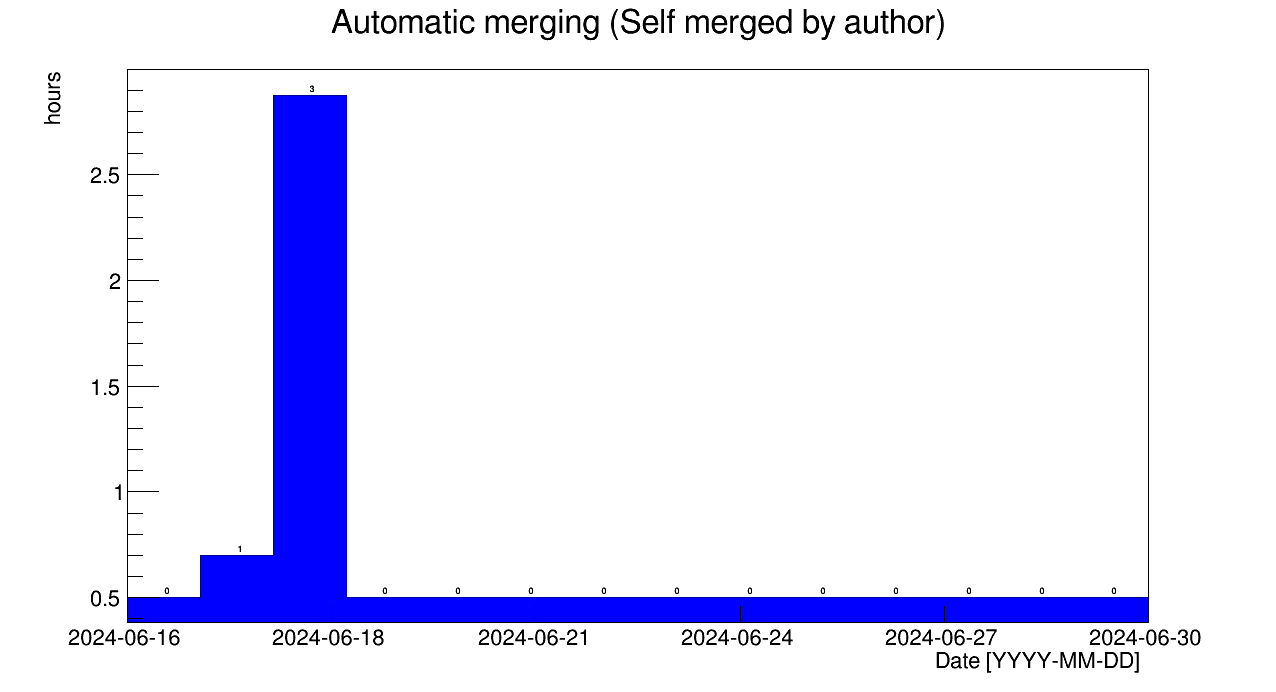 Automatic merging (Self merged by author)
hours
3
2.5
2
1.5
1
1
0 0 0 0 0 0 0 0 0 0 0 0
0.5
2024-06-16 2024-06-18 2024-06-21 2024-06-24 2024-06-27 2024-06-30
Date [YYYY-MM-DD]